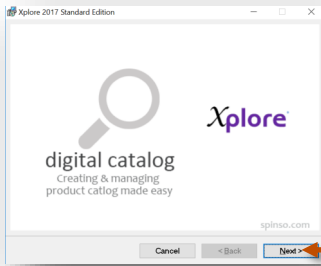 Xplore 2017 Standard Edition
Xplore
digital catalog
Creating & managing
product catlog made easy
spinso.com
Cancel
< Back
Next >